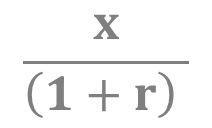 x
(1 + r)